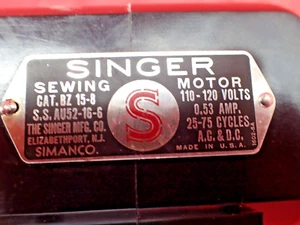 SINGER
SEWING S MOTOR
CAT. BZ 15-8 110-120 VOLTS
S.S. AU52-16-6 0.53 AMP.
THE SINGER MFG. CO. 25-75 CYCLES
ELIZABETHPORT, N.J. A.C. & D.C.
SIMANCO. MADE IN U.S.A.